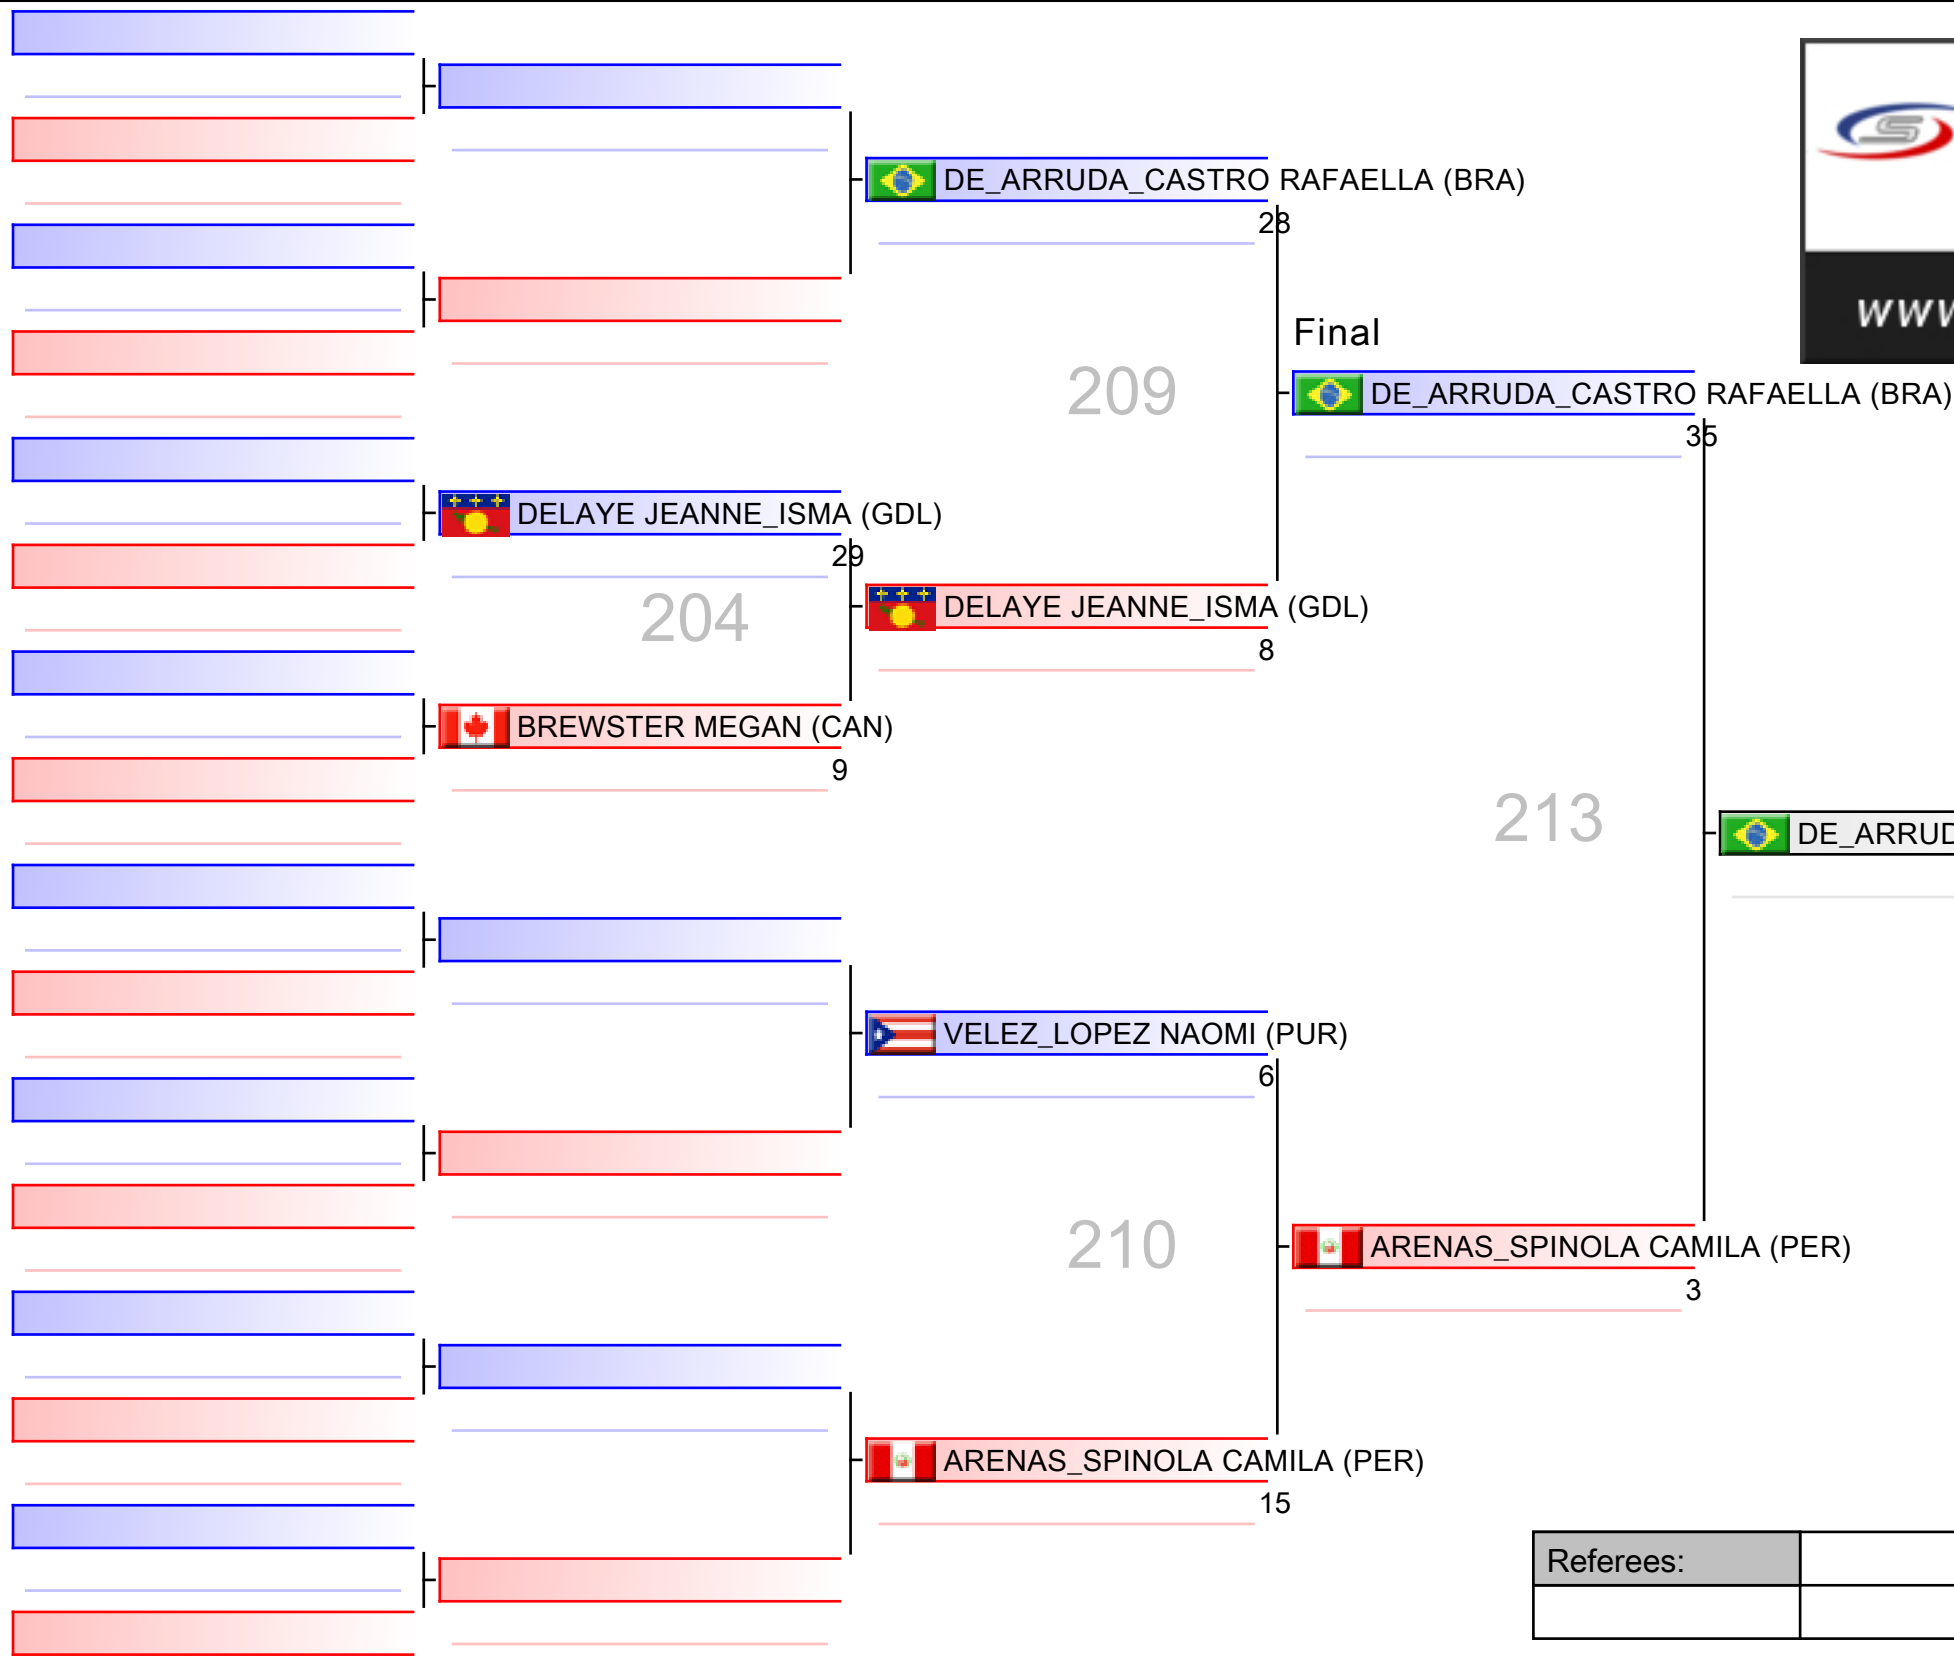 DE_ARRUDA_CASTRO RAFAELLA (BRA)
28
Final
209
DE_ARRUDA_CASTRO RAFAELLA (BRA)
35
DELAYE JEANNE_ISMA (GDL)
29
204
DELAYE JEANNE_ISMA (GDL)
8
BREWSTER MEGAN (CAN)
9
213
DE_ARRUD
VELEZ_LOPEZ NAOMI (PUR)
6
210
ARENAS_SPINOLA CAMILA (PER)
3
ARENAS_SPINOLA CAMILA (PER)
15
Referees:
S
www